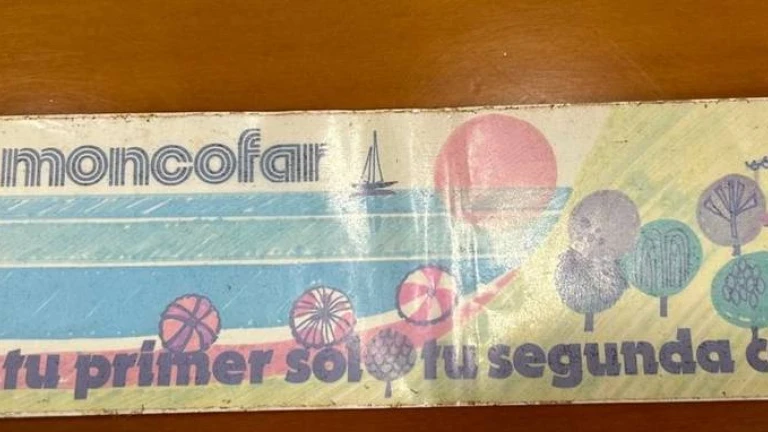 moncofar
tu primer sol tu segunda c